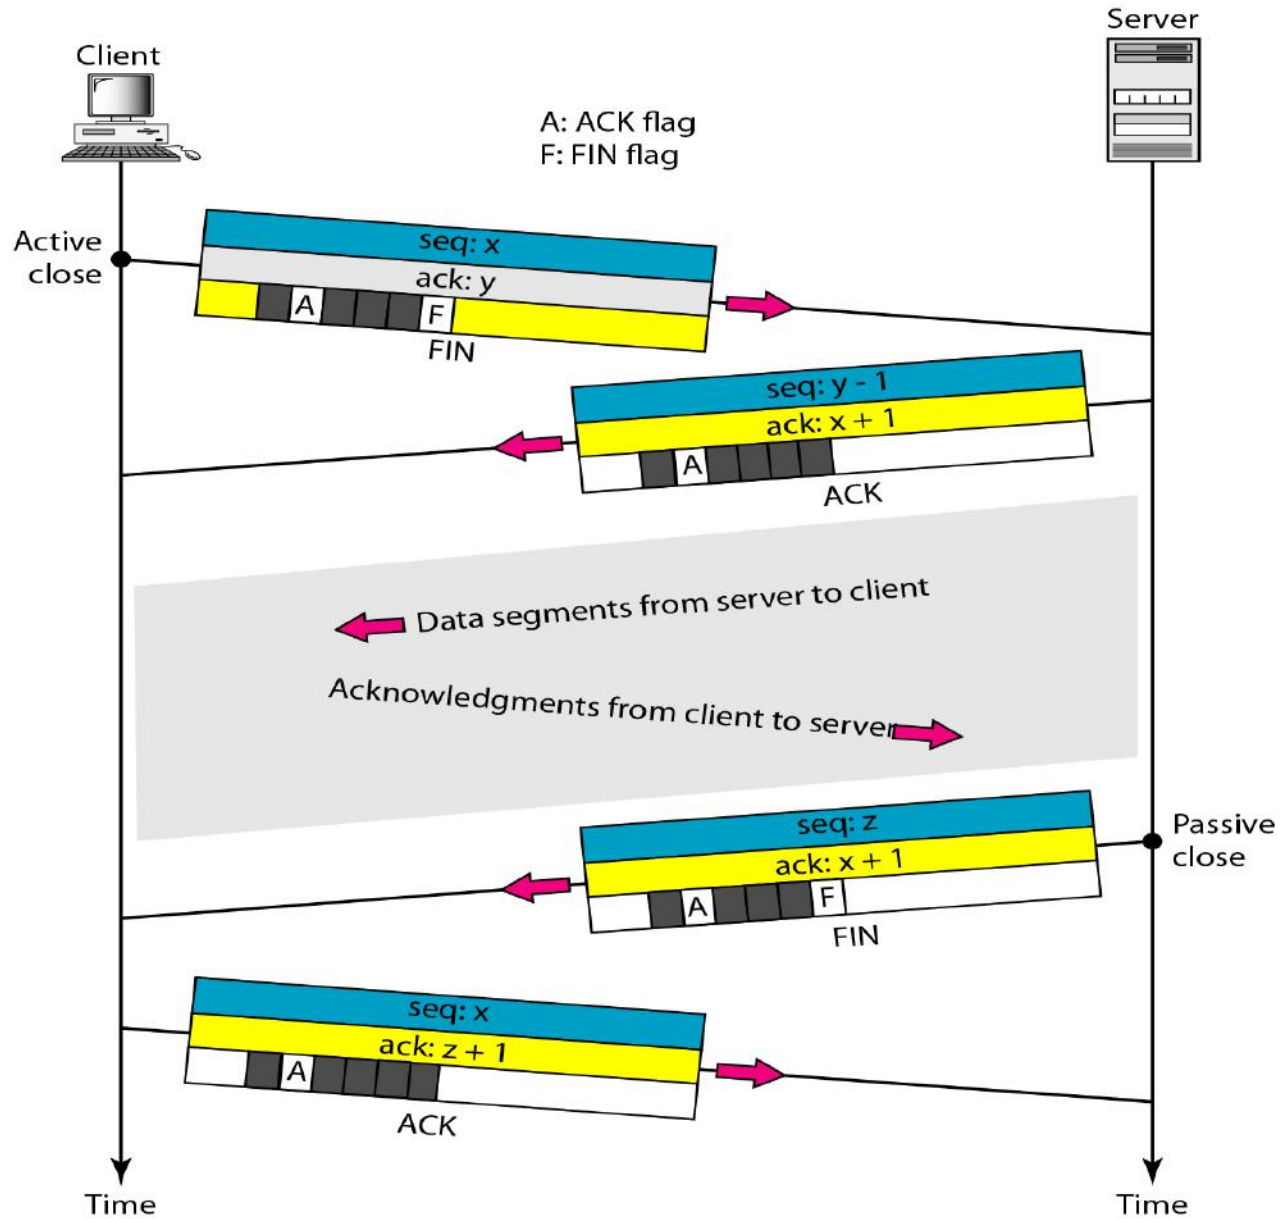 Client
Server
A: ACK flag
F: FIN flag
Active
close
seq: x
ack: y
A F
FIN
seq: y - 1
ack: x + 1
A
ACK
Data segments from server to client
Acknowledgments from client to server
Passive
close
seq: z
ack: x + 1
A F
FIN
seq: x
ack: z + 1
A
ACK
Time
Time